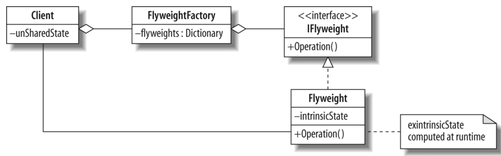 Client
−unSharedState
FlyweightFactory
−flyweights : Dictionary
<<interface>>
IFlyweight
+Operation()
Flyweight
−intrinsicState
+Operation()
exintrinsicState
computed at runtime